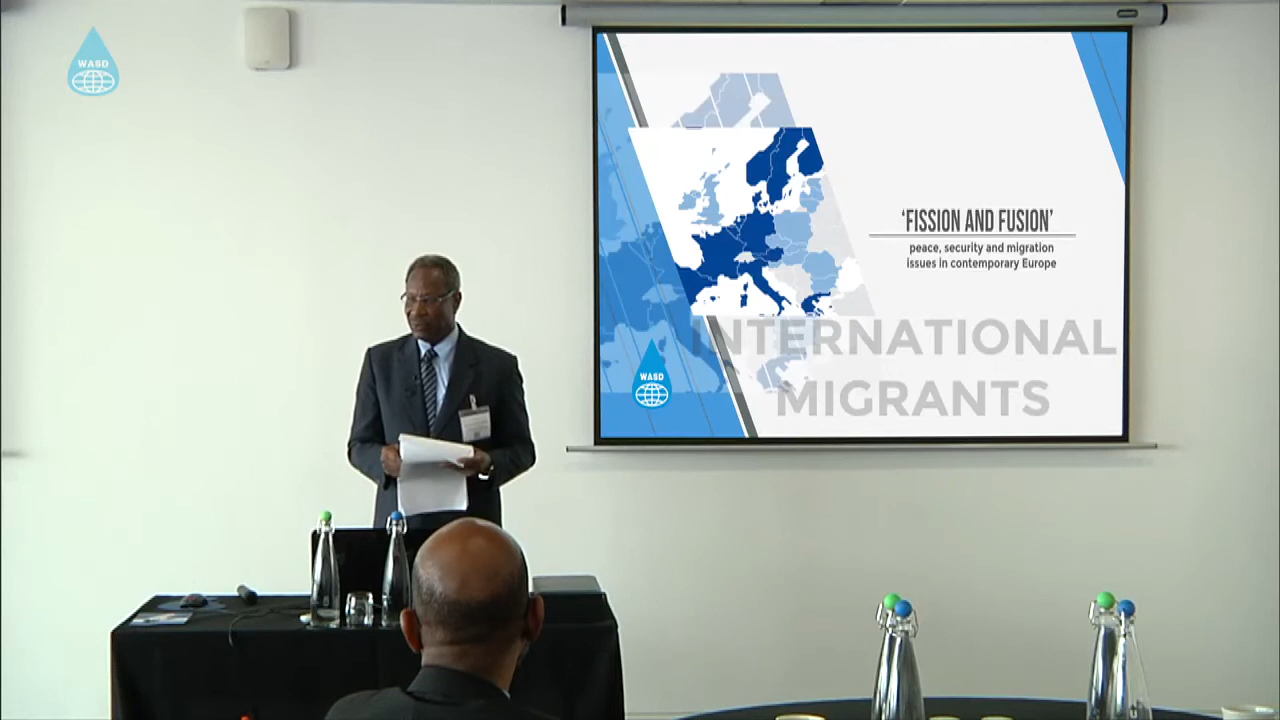 WASD
'FISSION AND FUSION'
peace, security and migration
issues in contemporary Europe
INTERNATIONAL
MIGRANTS
WASD